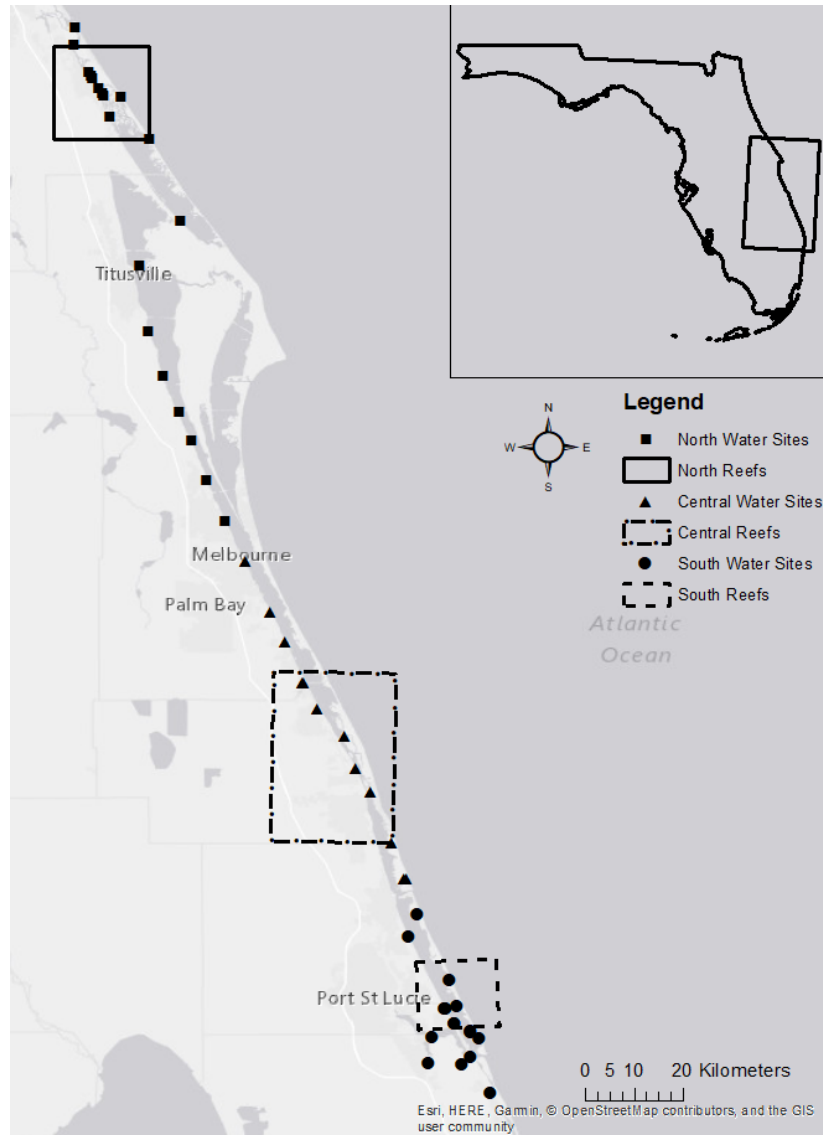 Titusville
Melbourne
Palm Bay
Port St Lucie
N
W E
S
Legend
North Water Sites
North Reefs
Central Water Sites
Central Reefs
South Water Sites
South Reefs
Atlantic
Ocean
0 5 10 20 Kilometers
Esri, HERE, Garmin, © OpenStreetMap contributors, and the GIS
user community